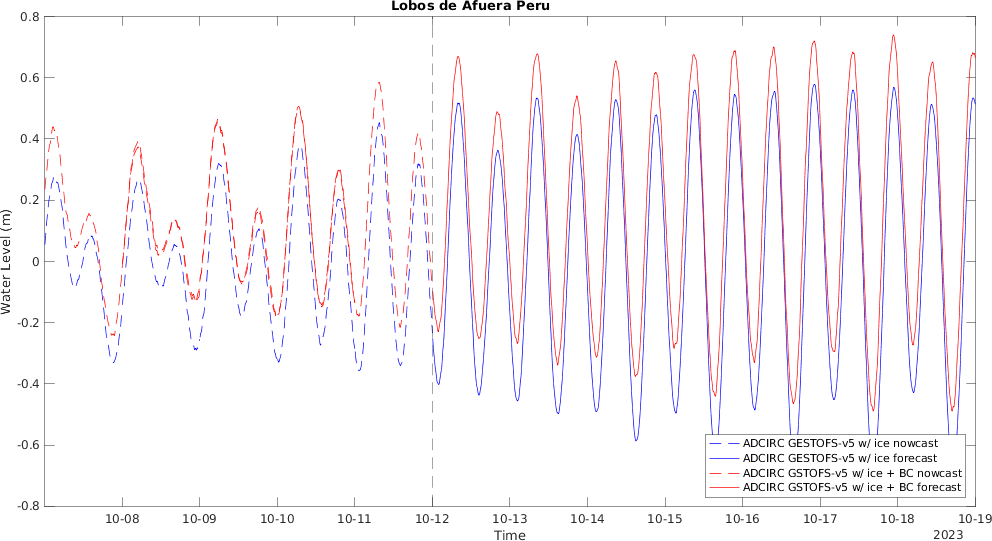 Lobos de Afuera Peru
0.8
0.6
0.4
0.2
0
-0.2
-0.4
-0.6
-0.8
Water Level (m)
10-08 10-09 10-10 10-11 10-12 10-13 10-14 10-15 10-16 10-17 10-18 10-19
Time
2023
ADCIRC GESTOFS-v5 w/ ice nowcast
ADCIRC GESTOFS-v5 w/ ice forecast
ADCIRC GSTOFS-v5 w/ ice + BC nowcast
ADCIRC GSTOFS-v5 w/ ice + BC forecast